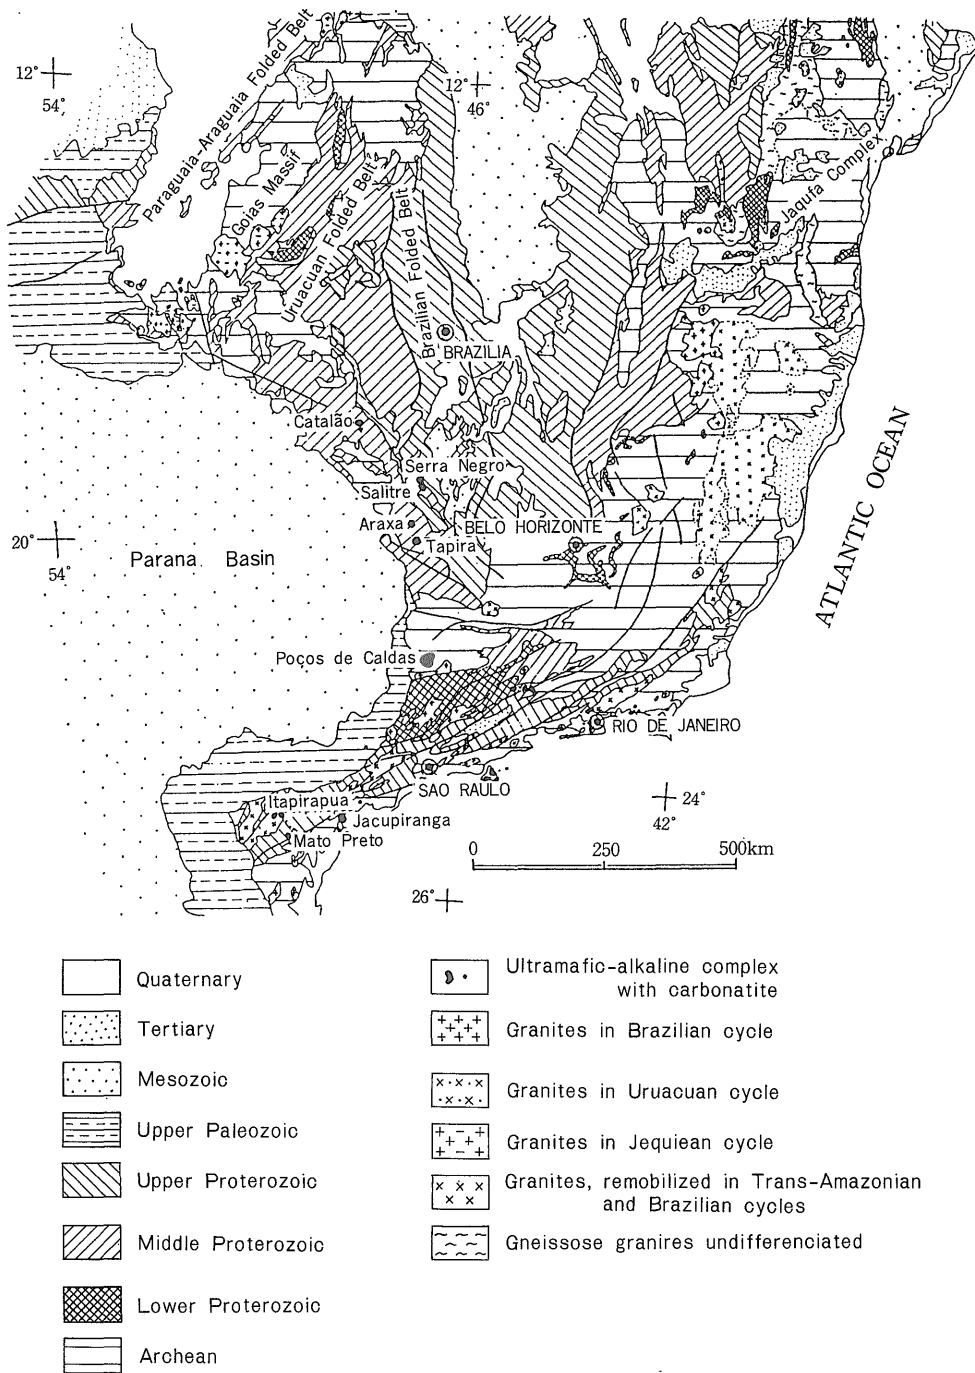 12°
54°
Paraguaia-Araguaia Folded Belt
Goias Massif
Uruacuan Folded Belt
Brazilian Folded Belt
12°
46°
Jaqufa Complex
BRAZILIA
Catalão
Serra Negro
Salitre
Araxa
Tapira
BELO HORIZONTE
20°
54°
Parana Basin
ATLANTIC OCEAN
Poços de Caldas
RIO DE JANEIRO
SAO RAULO
Itapirapua
Jacupiranga
Mato Preto
24°
42°
0 250 500km
26°
Quaternary
Tertiary
Mesozoic
Upper Paleozoic
Upper Proterozoic
Middle Proterozoic
Lower Proterozoic
Archean
Ultramafic-alkaline complex
with carbonatite
Granites in Brazilian cycle
Granites in Uruacuan cycle
Granites in Jequiean cycle
Granites, remobilized in Trans-Amazonian
and Brazilian cycles
Gneissose granires undifferenciated